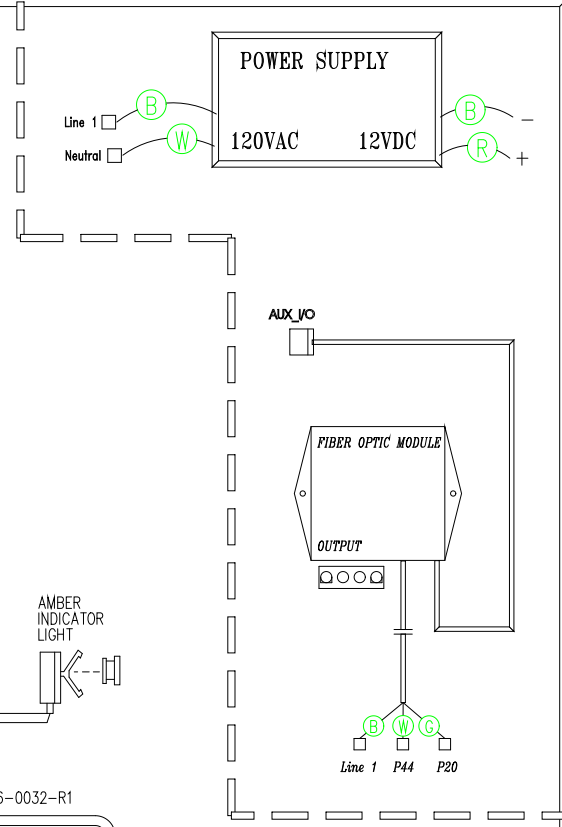 POWER SUPPLY
Line 1
B
B
−
Neutral
W
120VAC
12VDC
R
+
AUX_I/O
FIBER OPTIC MODULE
OUTPUT
AMBER
INDICATOR
LIGHT
B
W
G
Line 1
P44
P20
-0032-R1